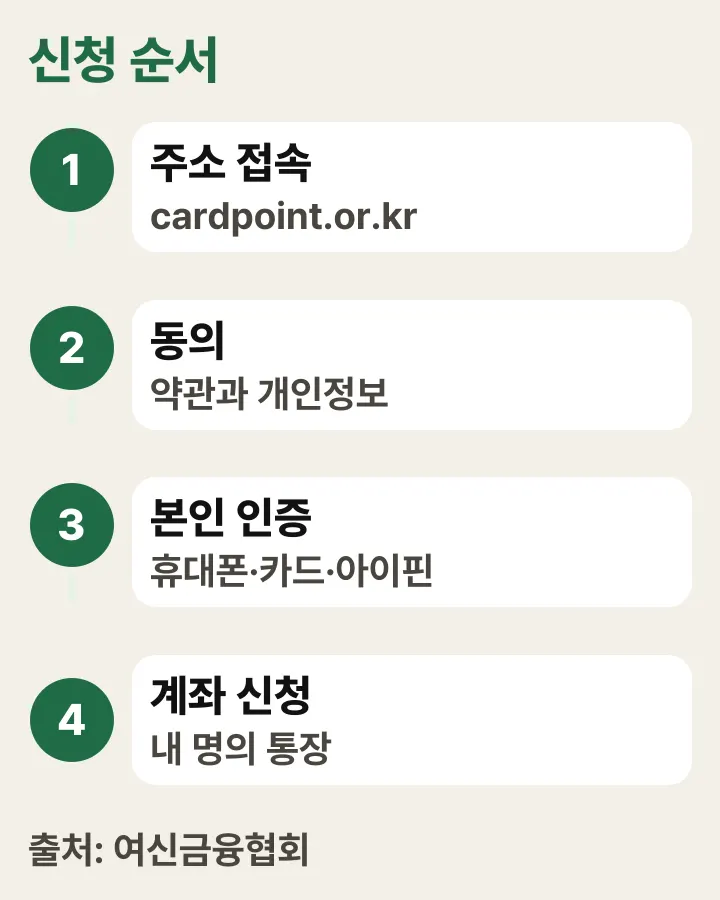 신청 순서
1
주소 접속
cardpoint.or.kr
2
동의
약관과 개인정보
3
본인 인증
휴대폰·카드·아이핀
4
계좌 신청
내 명의 통장
출처: 여신금융협회